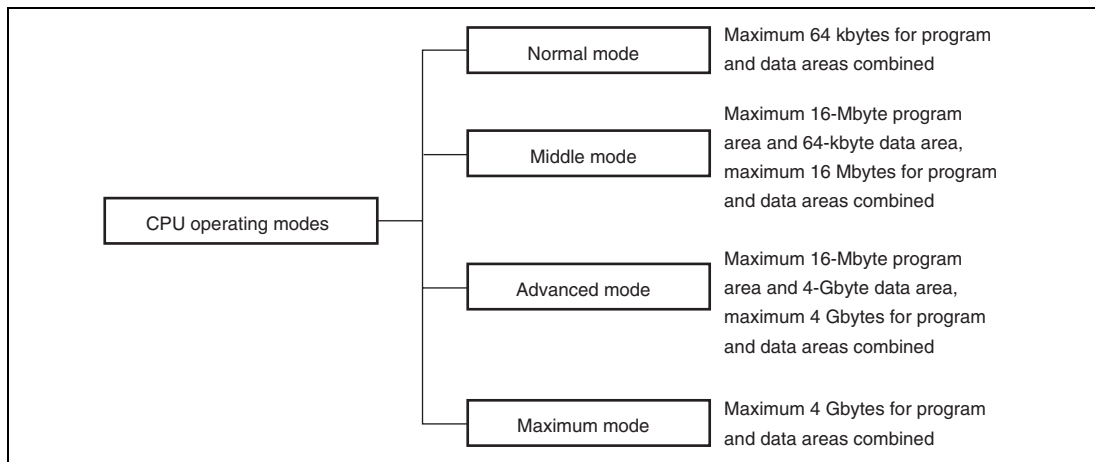 CPU operating modes
Normal mode
Maximum 64 kbytes for program
and data areas combined
Middle mode
Maximum 16-Mbyte program
area and 64-kbyte data area,
maximum 16 Mbytes for program
and data areas combined
Advanced mode
Maximum 16-Mbyte program
area and 4-Gbyte data area,
maximum 4 Gbytes for program
and data areas combined
Maximum mode
Maximum 4 Gbytes for program
and data areas combined